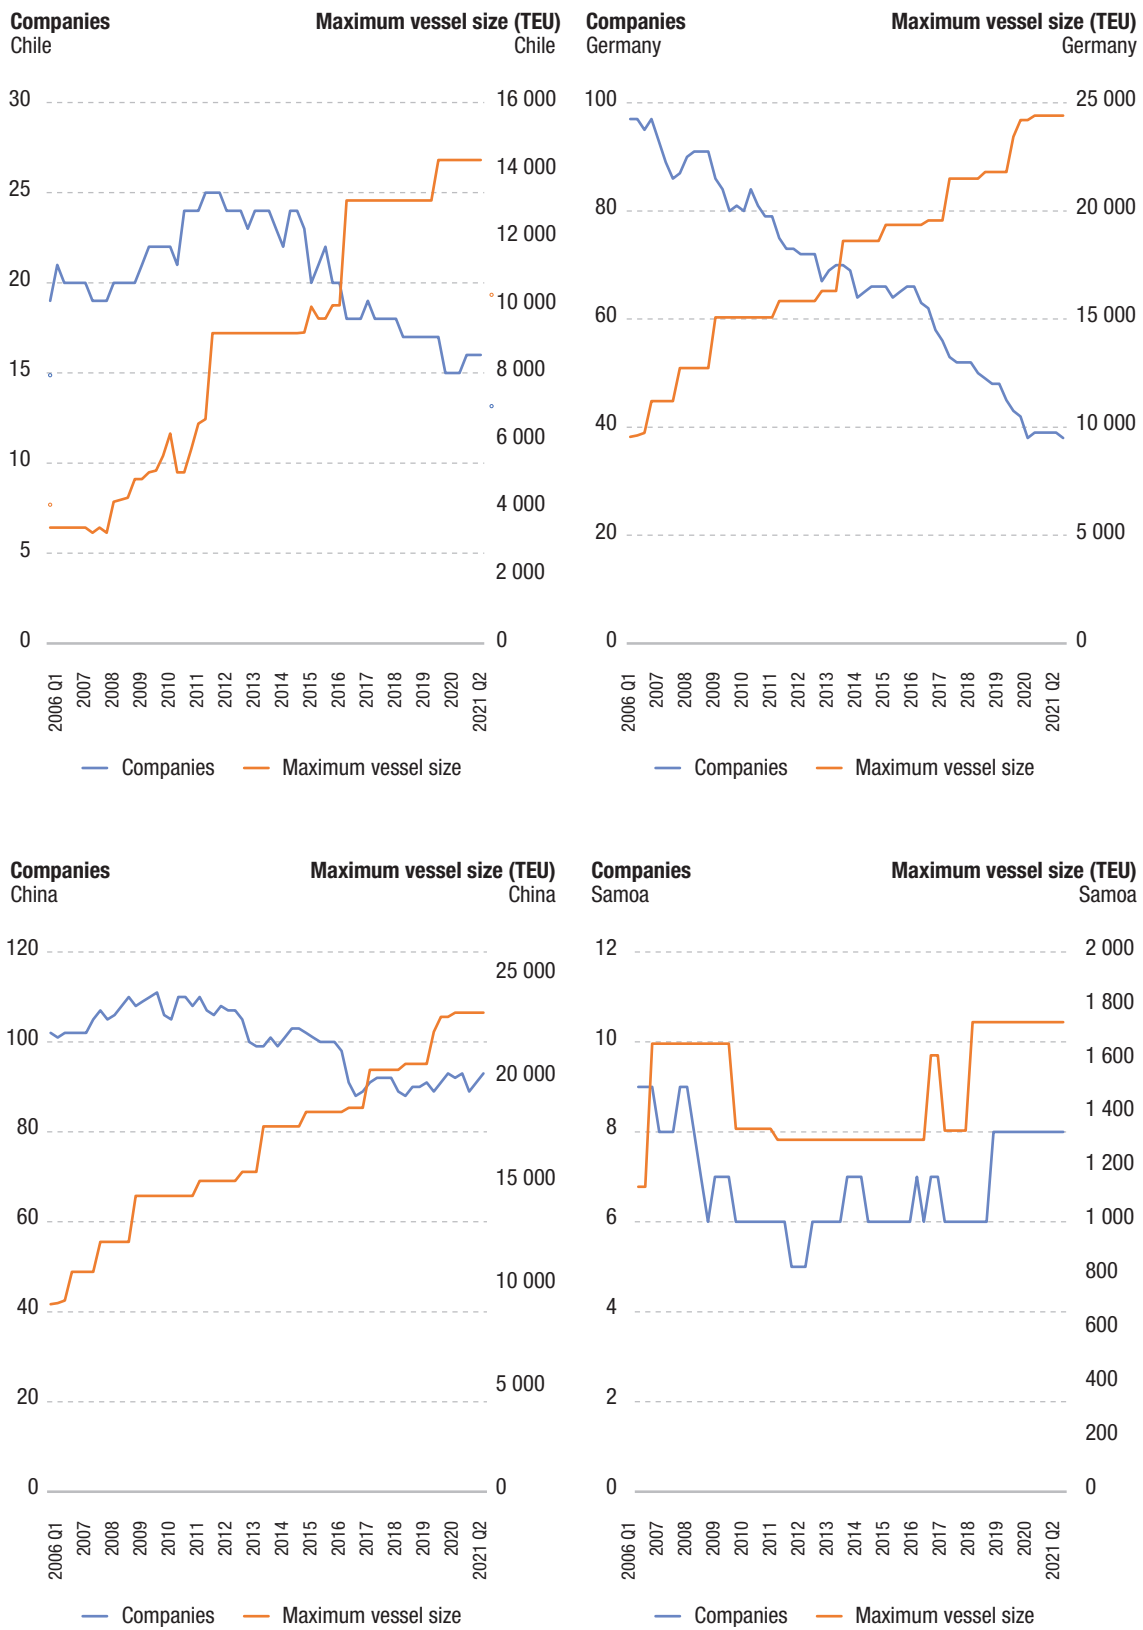 Companies Maximum vessel size (TEU)
Chile Chile
30 16 000
14 000
25
12 000
20
10 000
15 8 000
6 000
10
4 000
5
2 000
0 0
2006 Q1 2007 2008 2009 2010 2011 2012 2013 2014 2015 2016 2017 2018 2019 2020 2021 Q2
Companies Maximum vessel size
Companies Maximum vessel size (TEU)
Germany Germany
100 25 000
80 20 000
60 15 000
40 10 000
20 5 000
0 0
2006 Q1 2007 2008 2009 2010 2011 2012 2013 2014 2015 2016 2017 2018 2019 2020 2021 Q2
Companies Maximum vessel size
Companies Maximum vessel size (TEU)
China China
120
25 000
100
20 000
80
15 000
60
10 000
40
5 000
20
0 0
2006 Q1 2007 2008 2009 2010 2011 2012 2013 2014 2015 2016 2017 2018 2019 2020 2021 Q2
Companies Maximum vessel size
Companies Maximum vessel size (TEU)
Samoa Samoa
12 2 000
1 800
10 1 600
1 400
8
1 200
6 1 000
800
4
600
400
2
200
0 0
2006 Q1 2007 2008 2009 2010 2011 2012 2013 2014 2015 2016 2017 2018 2019 2020 2021 Q2
Companies Maximum vessel size